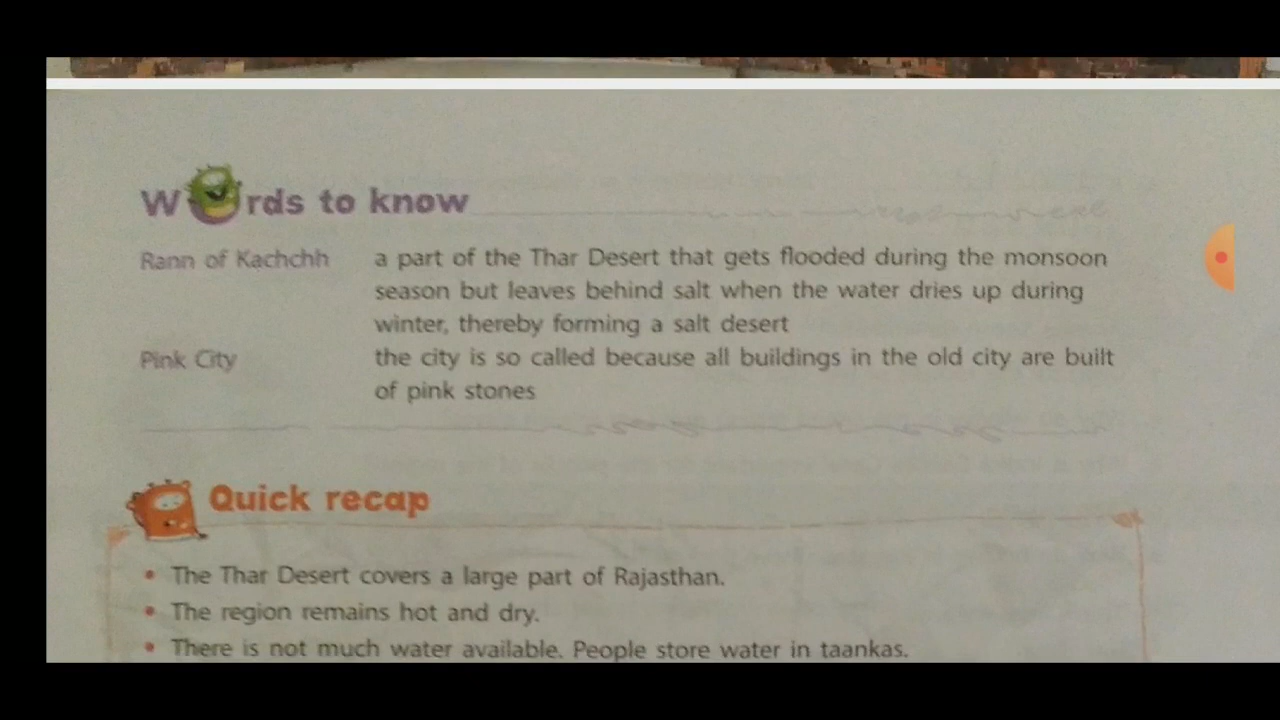 Words to know
Rann of Kachchh a part of the Thar Desert that gets flooded during the monsoon
season but leaves behind salt when the water dries up during
winter, thereby forming a salt desert
Pink City the city is so called because all buildings in the old city are built
of pink stones
Quick recap
• The Thar Desert covers a large part of Rajasthan.
• The region remains hot and dry.
• There is not much water available. People store water in taankas.